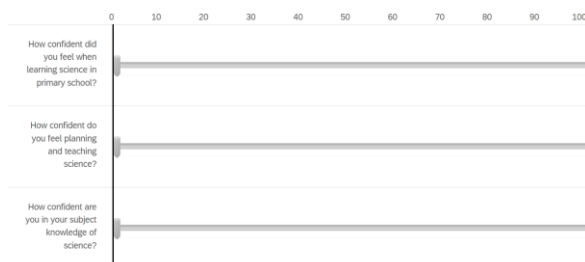 0 10 20 30 40 50 60 70 80 90 100
How confident did
you feel when
learning science in
primary school?
How confident do
you feel planning
and teaching
science?
How confident are
you in your subject
knowledge of
science?